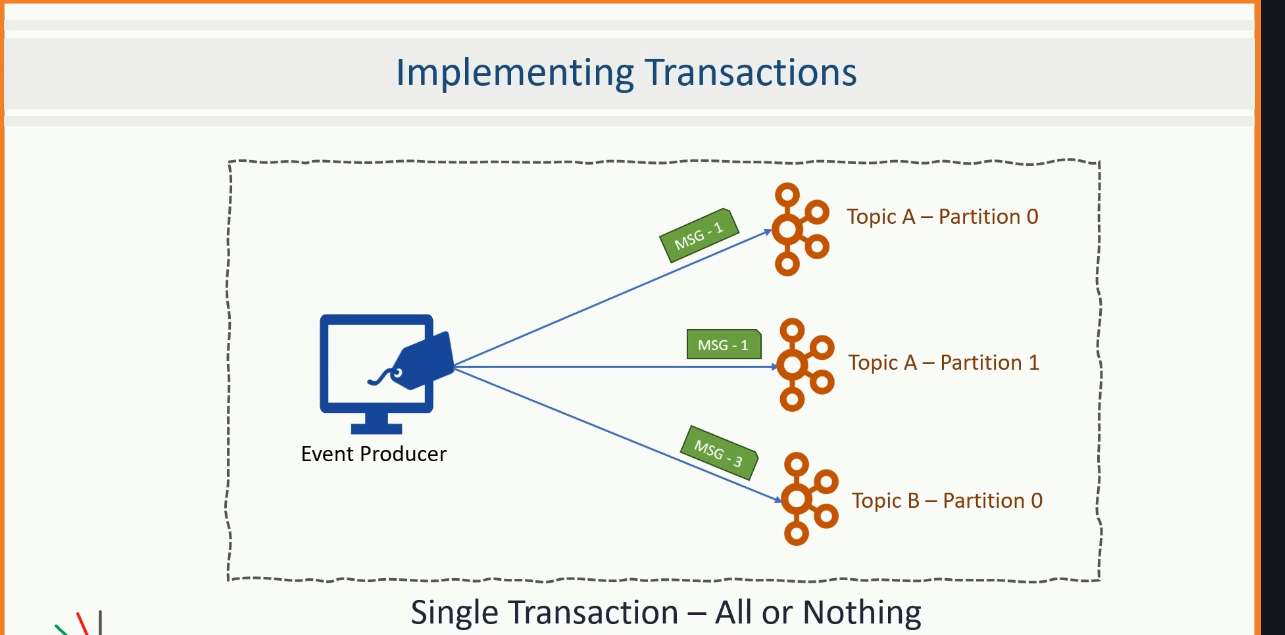 Implementing Transactions
MSG - 1
Topic A – Partition 0
MSG - 1
Topic A – Partition 1
MSG - 3
Event Producer
Topic B – Partition 0
Single Transaction – All or Nothing